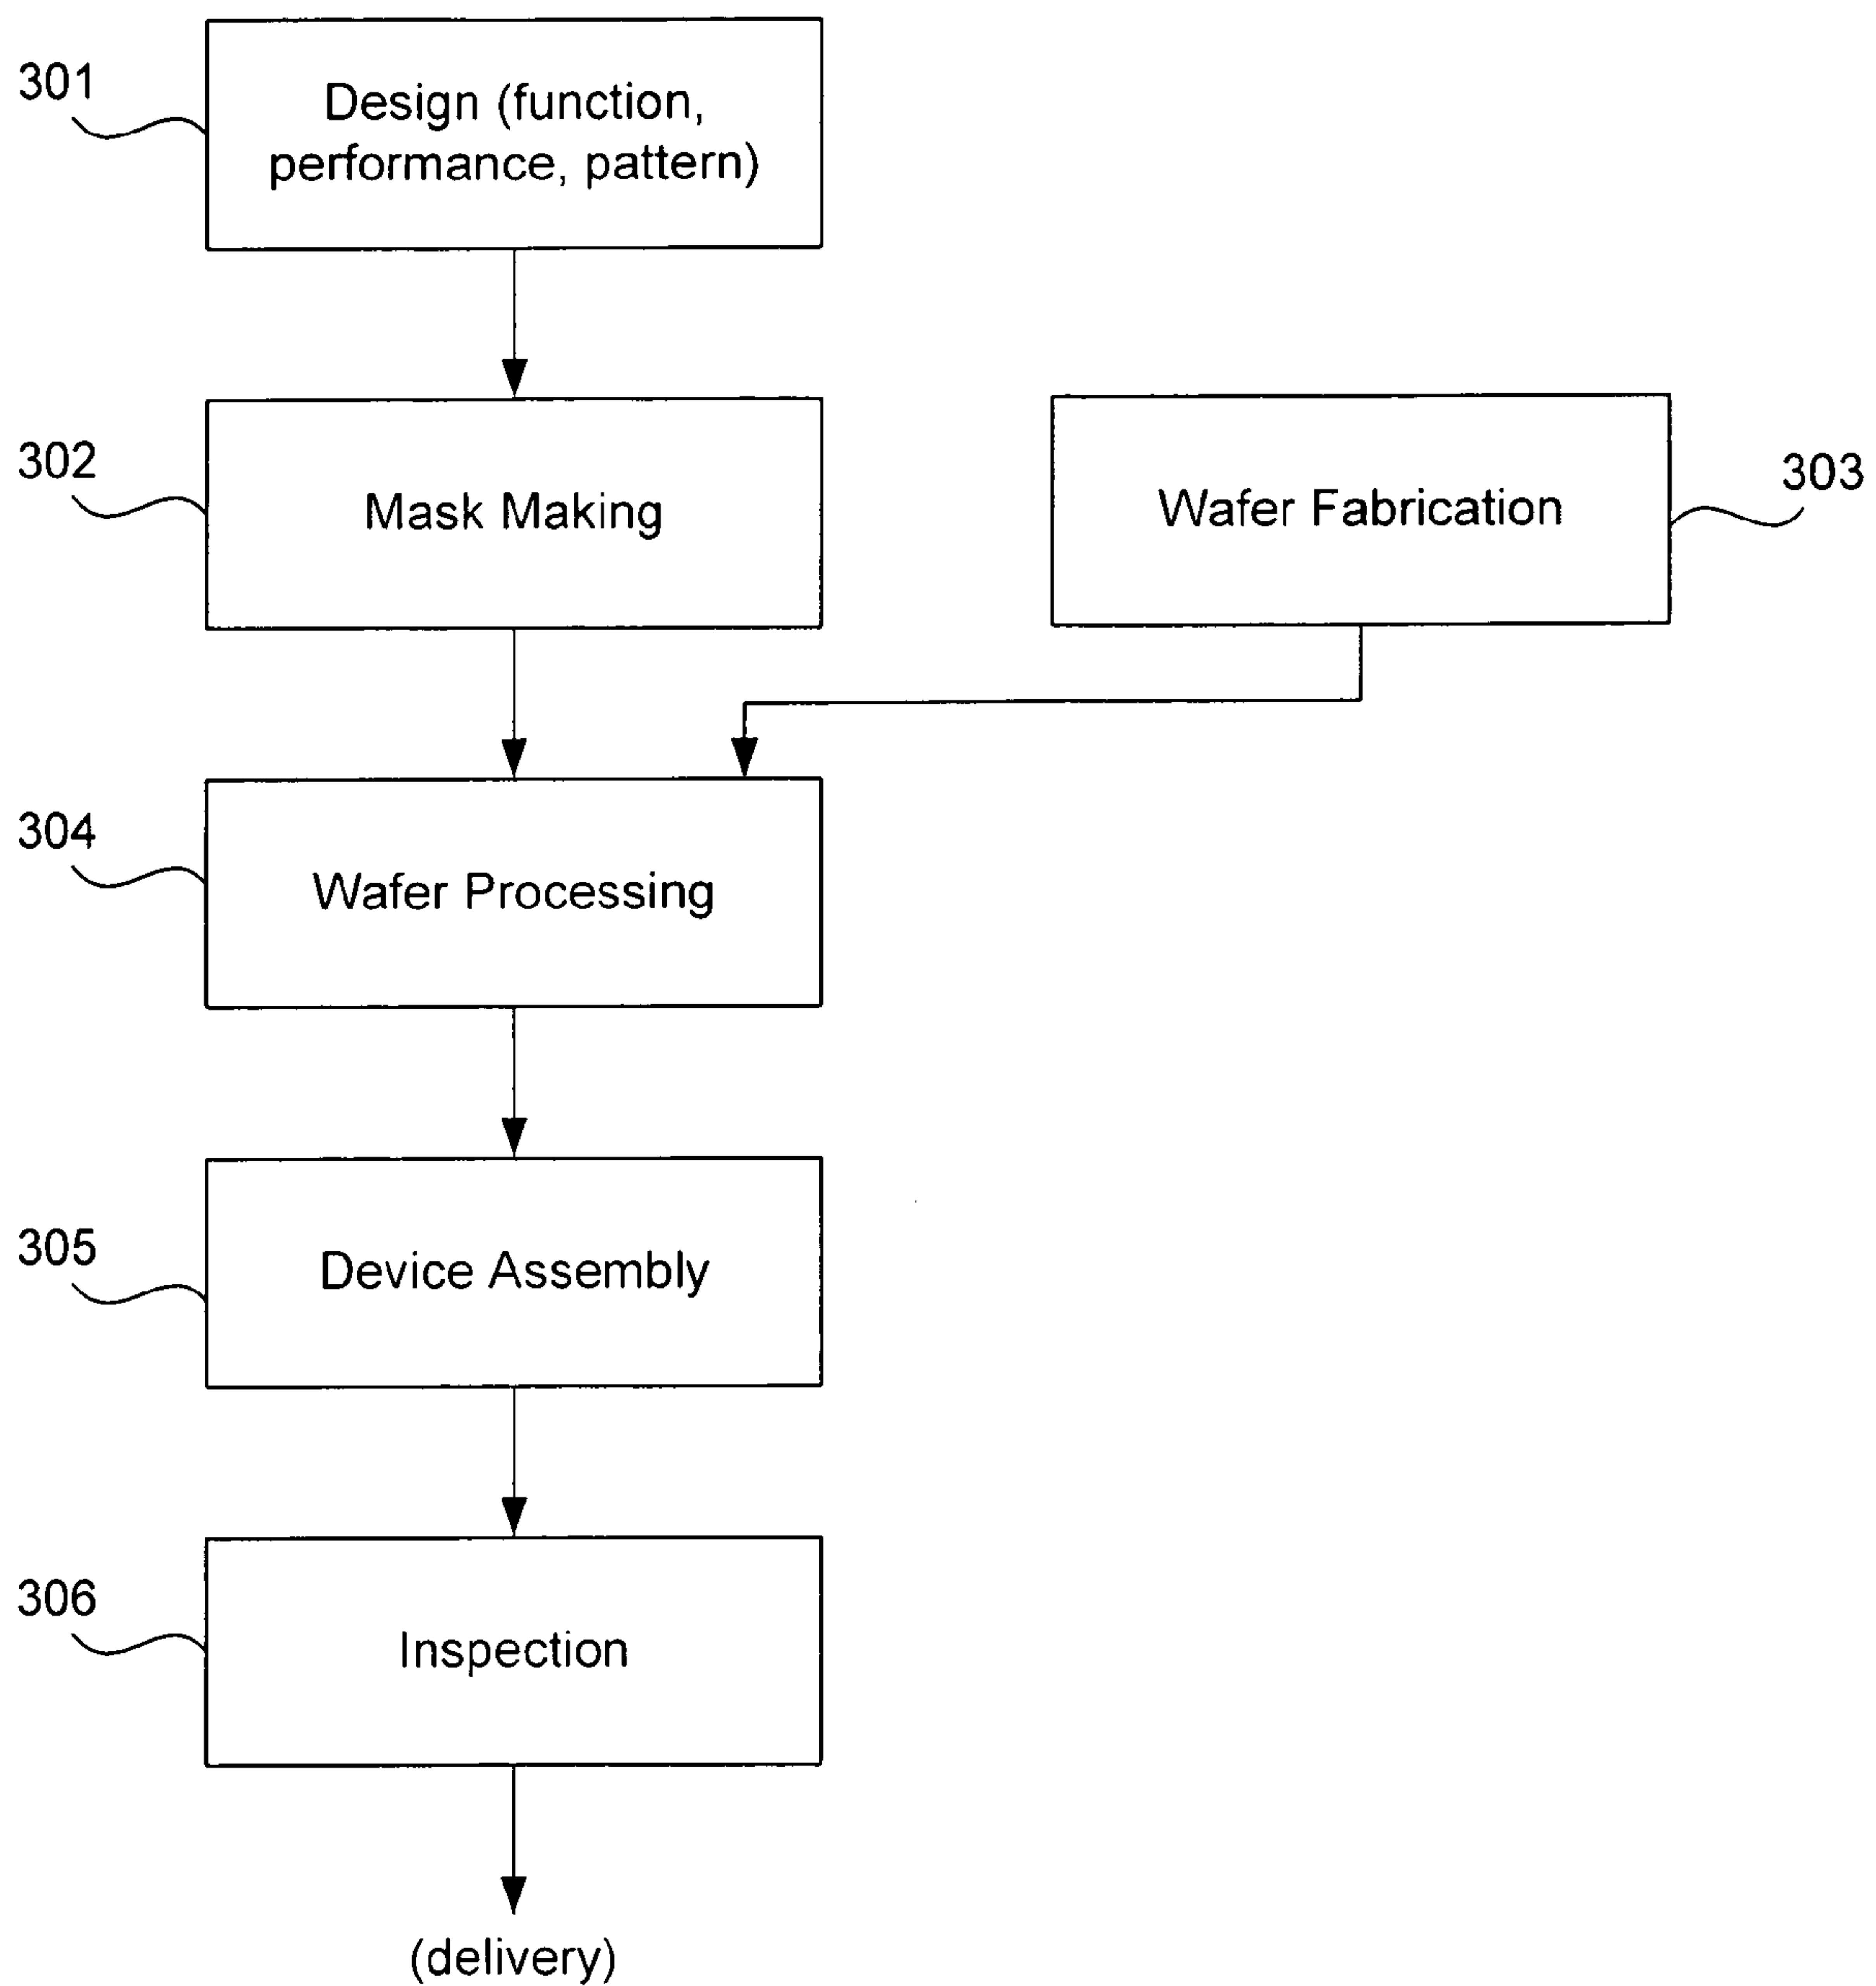 301
Design (function,
performance, pattern)
302
Mask Making
Wafer Fabrication
303
304
Wafer Processing
305
Device Assembly
306
Inspection
(delivery)